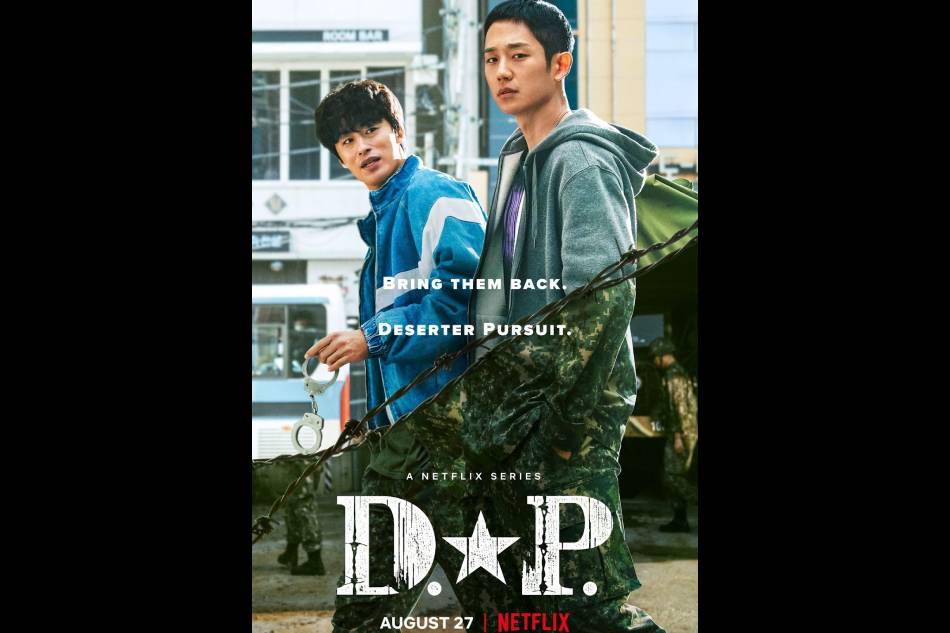 ROOM BAR
BRING THEM BACK.
DESERTER PURSUIT.
A NETFLIX SERIES
D.★P.
AUGUST 27 | NETFLIX